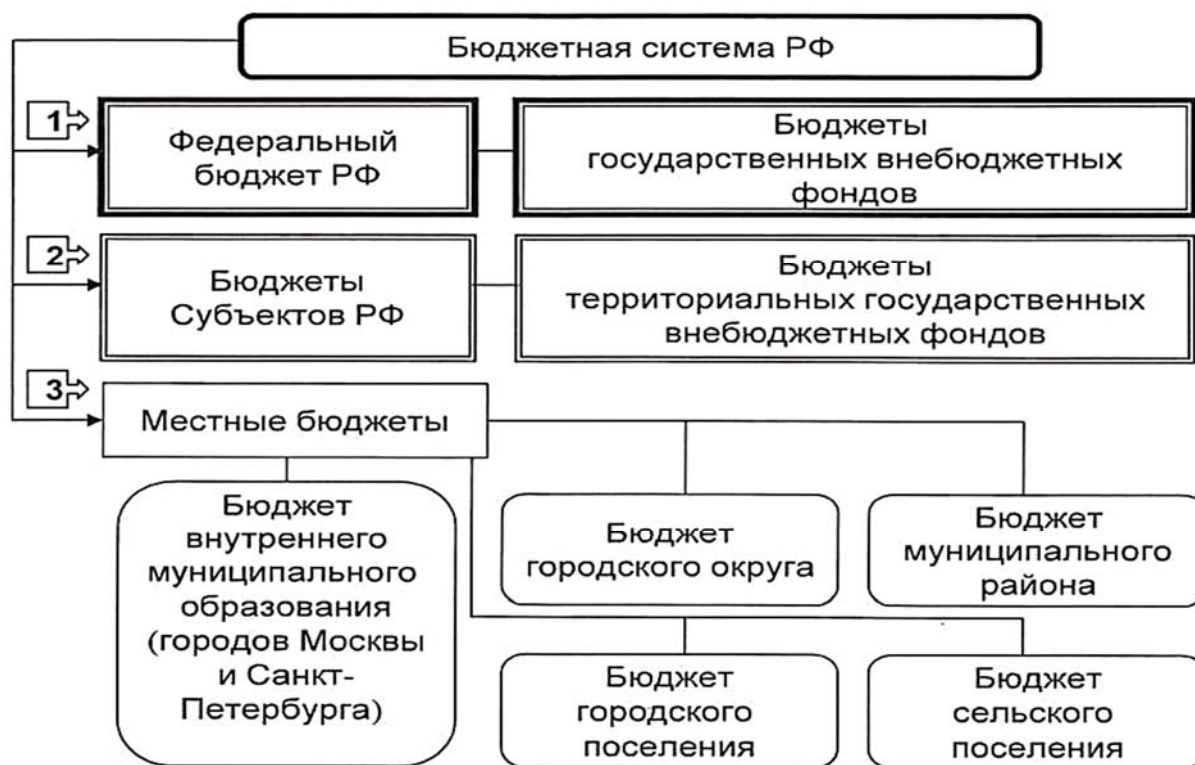 Бюджетная система РФ
1
Федеральный
бюджет РФ
Бюджеты
государственных внебюджетных
фондов
2
Бюджеты
Субъектов РФ
Бюджеты
территориальных государственных
внебюджетных фондов
3
Местные бюджеты
Бюджет
внутреннего
муниципального
образования
(городов Москвы
и Санкт-
Петербурга)
Бюджет
городского округа
Бюджет
муниципального
района
Бюджет
городского
поселения
Бюджет
сельского
поселения